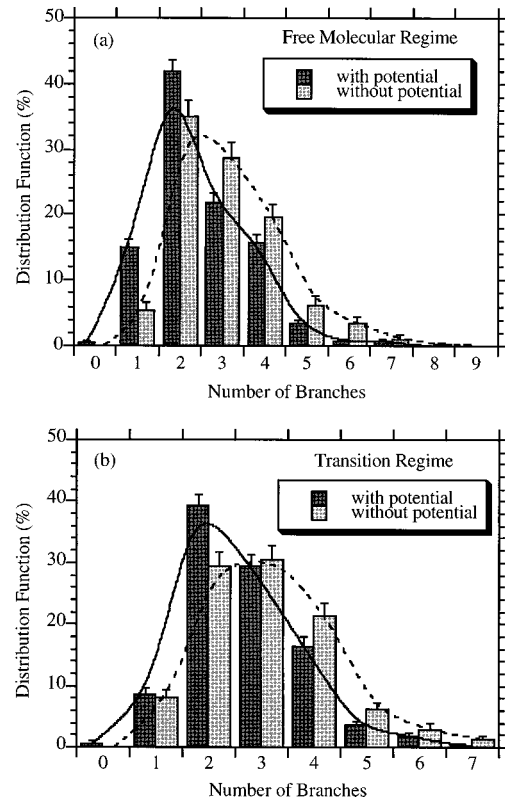 50
(a)
Free Molecular Regime
with potential
without potential
40
30
20
10
0
Distribution Function (%)
0 1 2 3 4 5 6 7 8 9
Number of Branches
50
(b)
Transition Regime
with potential
without potential
40
30
20
10
0
Distribution Function (%)
0 1 2 3 4 5 6 7
Number of Branches